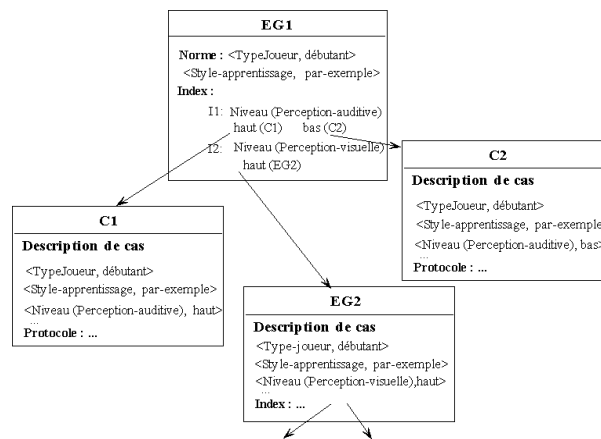 EG1
Norme : <TypeJoueur, débutant>
<Style-apprentissage, par-exemple>
Index :
I1: Niveau (Perception-auditive)
haut (C1) bas (C2)
I2: Niveau (Perception-visuelle)
haut (EG2)
C2
Description de cas
<TypeJoueur, débutant>
<Style-apprentissage, par-exemple
<Niveau (Perception-auditive), bas>
...
Protocole : ...
C1
Description de cas
<TypeJoueur, débutant>
<Style-apprentissage, par-exemple>
<Niveau (Perception-auditive), haut>
...
Protocole : ...
EG2
Description de cas
<Type-joueur, débutant>
<Style-apprentissage, par-exemple>
<Niveau (Perception-visuelle),haut>
...
Index : ...